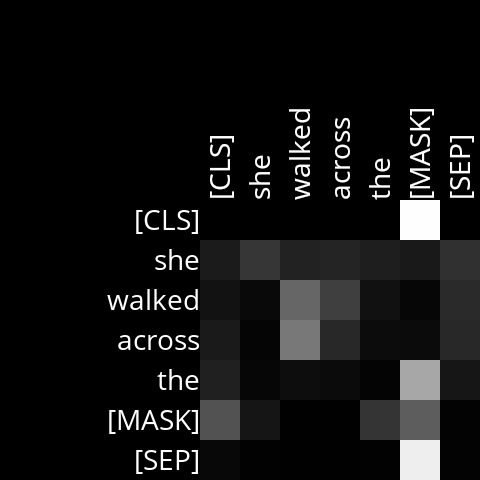 [CLS] she walked across the [MASK] [SEP]
[CLS]
she
walked
across
the
[MASK]
[SEP]